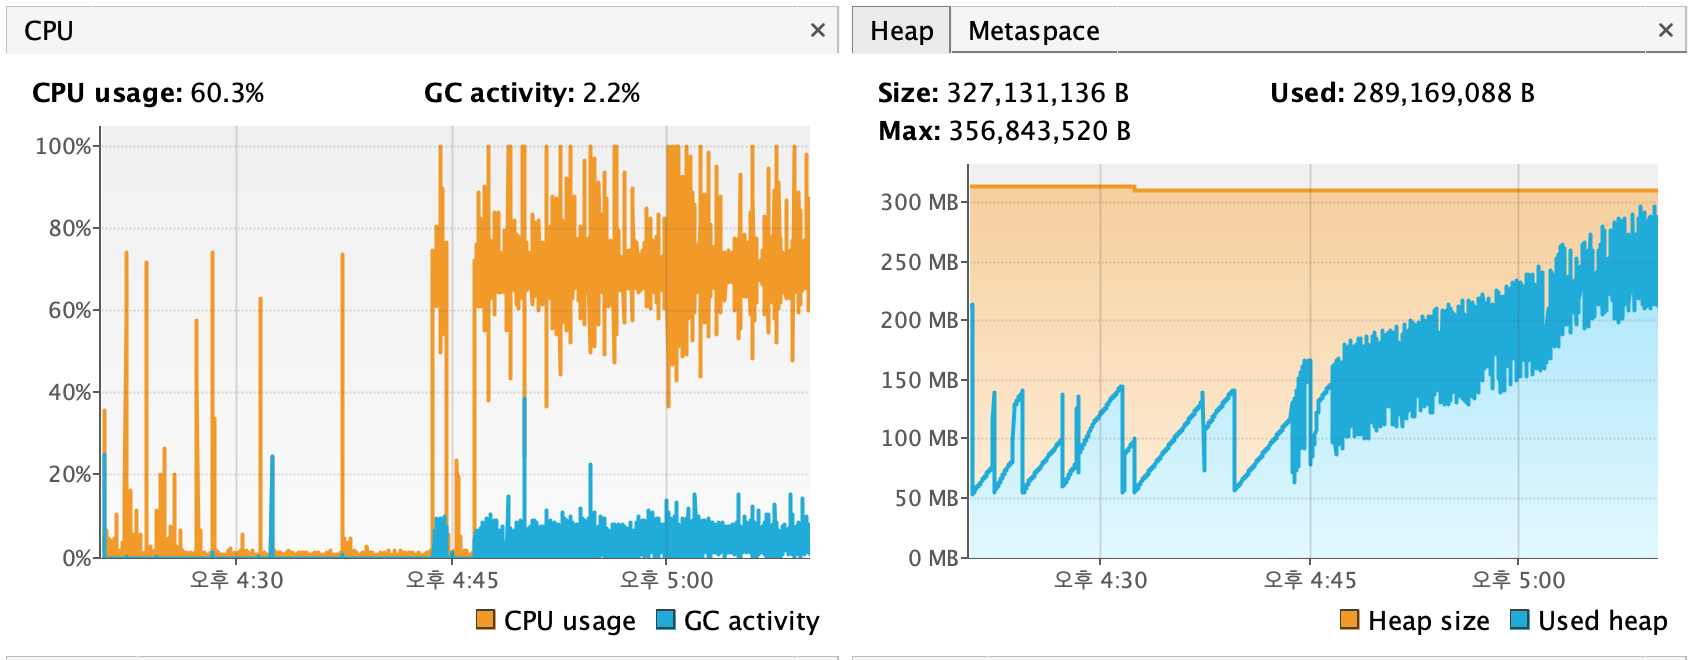 CPU
CPU usage: 60.3%
GC activity: 2.2%
100%
80%
60%
40%
20%
0%
오후 4:30
오후 4:45
오후 5:00
CPU usage
GC activity
Heap
Metaspace
Size: 327,131,136 B
Used: 289,169,088 B
Max: 356,843,520 B
300 MB
250 MB
200 MB
150 MB
100 MB
50 MB
0 MB
오후 4:30
오후 4:45
오후 5:00
Heap size
Used heap